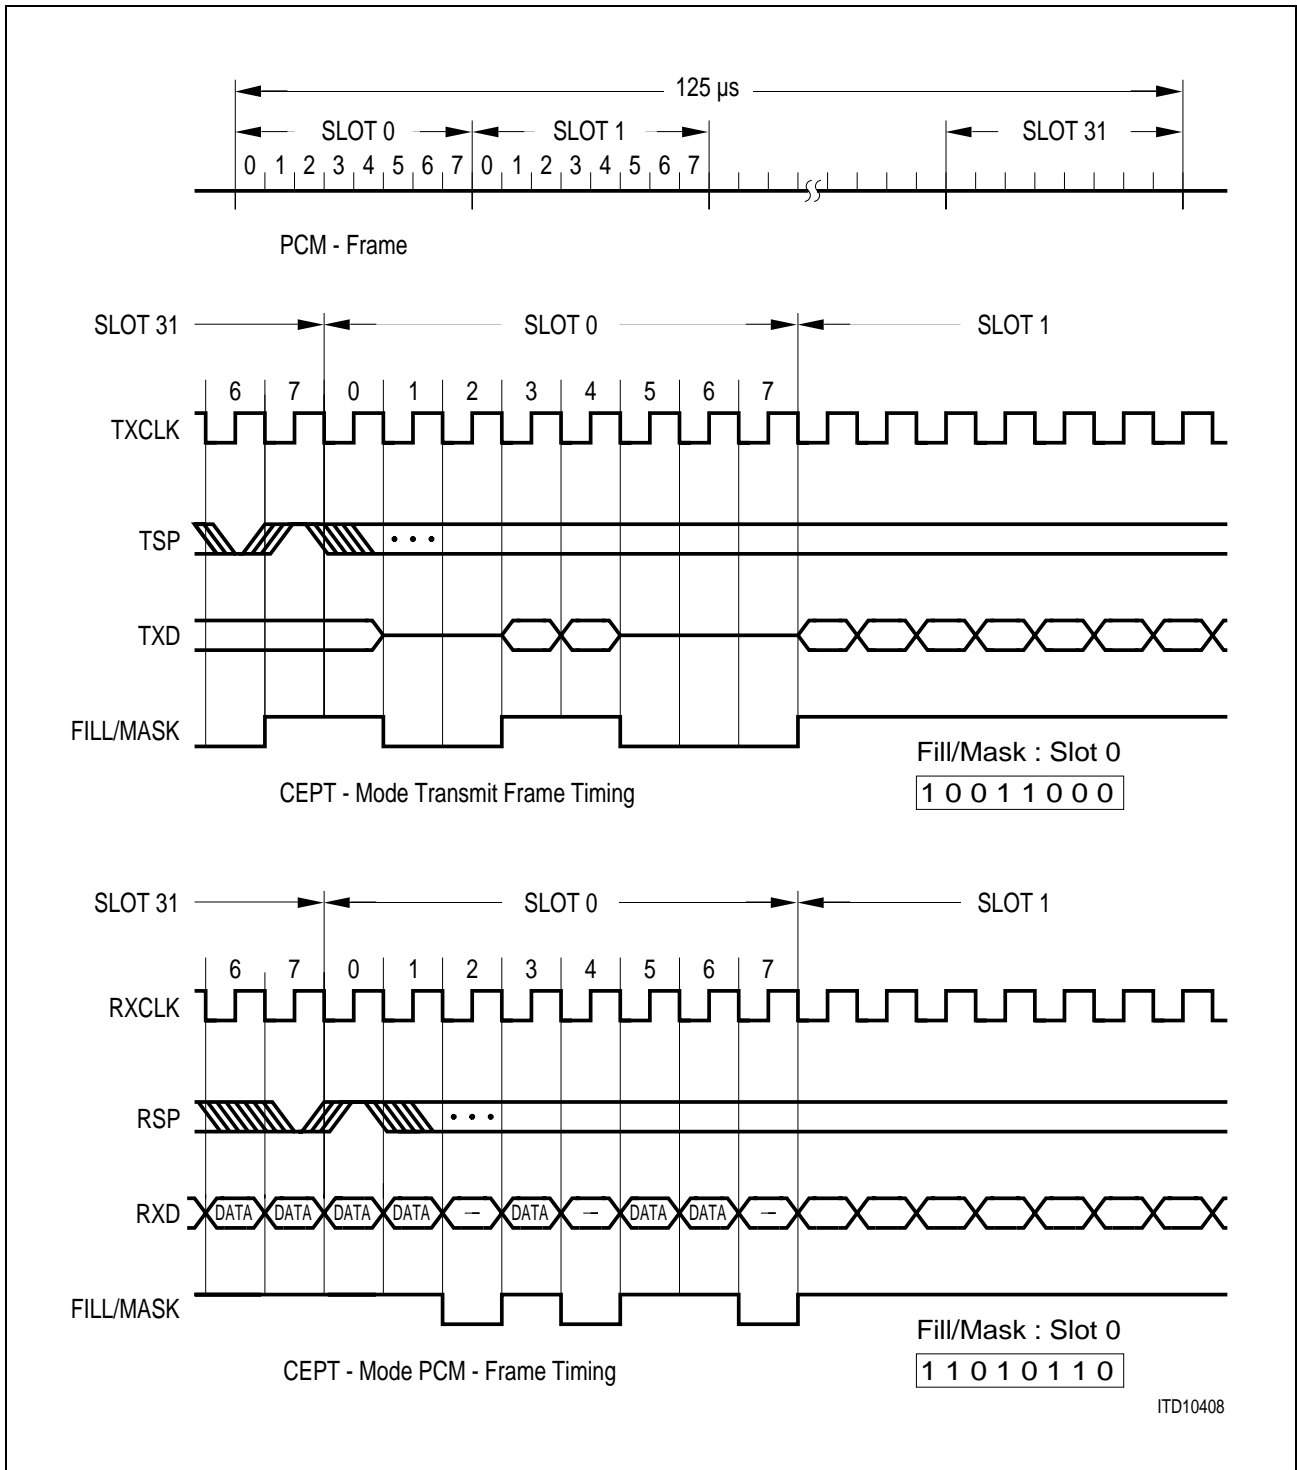 125 µs
SLOT 0 SLOT 1 SLOT 31
0 1 2 3 4 5 6 7 0 1 2 3 4 5 6 7
PCM - Frame
SLOT 31 SLOT 0 SLOT 1
6 7 0 1 2 3 4 5 6 7
TXCLK
TSP
TXD
FILL/MASK
Fill/Mask : Slot 0
CEPT - Mode Transmit Frame Timing
1 0 0 1 1 0 0 0
SLOT 31 SLOT 0 SLOT 1
6 7 0 1 2 3 4 5 6 7
RXCLK
RSP
RXD DATA DATA DATA DATA – DATA – DATA DATA –
FILL/MASK
Fill/Mask : Slot 0
CEPT - Mode PCM - Frame Timing
1 1 0 1 0 1 1 0
ITD10408